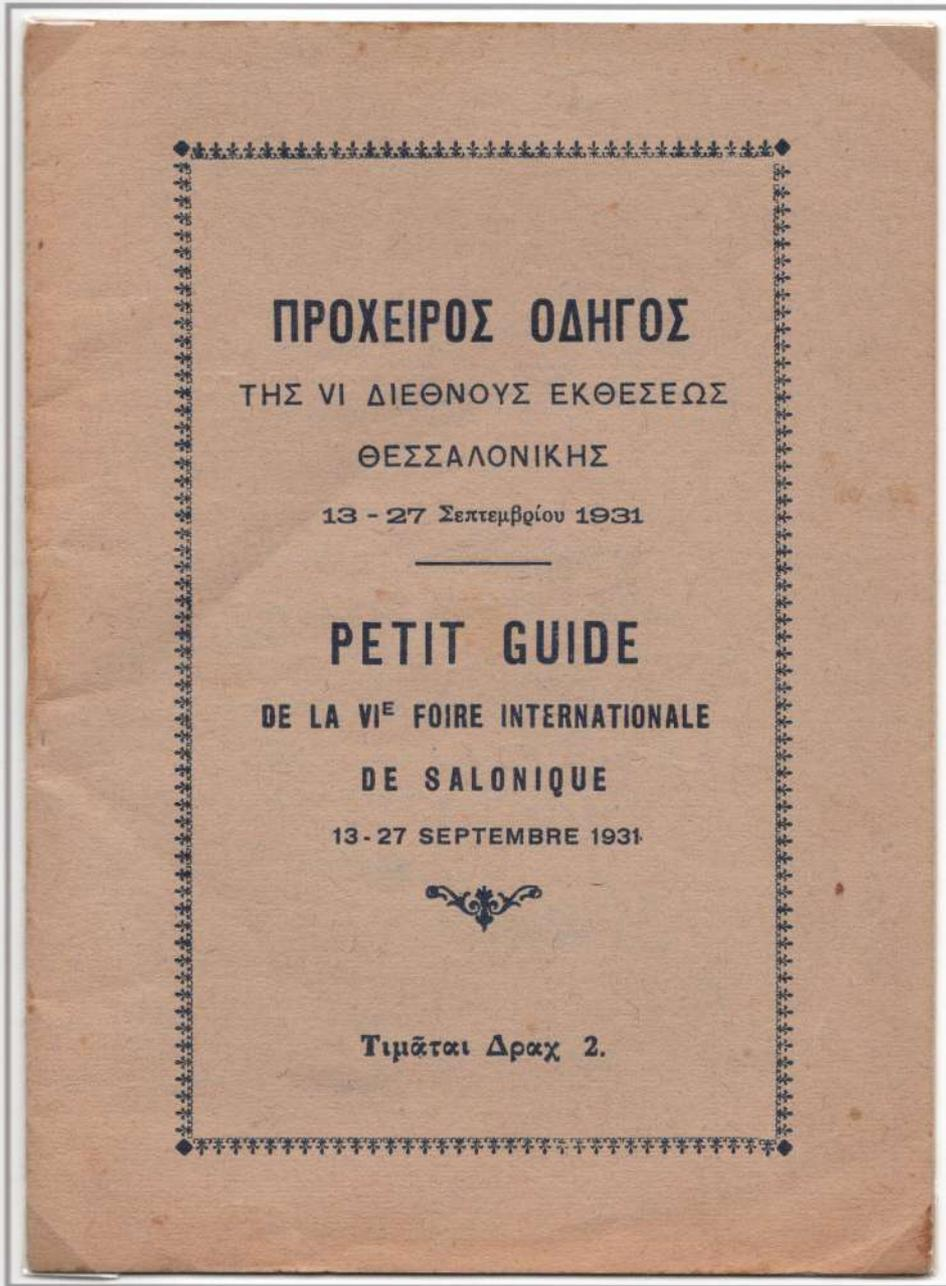 ΠΡΟΧΕΙΡΟΣ ΟΔΗΓΟΣ
ΤΗΣ VI ΔΙΕΘΝΟΥΣ ΕΚΘΕΣΕΩΣ
ΘΕΣΣΑΛΟΝΙΚΗΣ
13 - 27 Σεπτεμβρίου 1931
PETIT GUIDE
DE LA VIE FOIRE INTERNATIONALE
DE SALONIQUE
13-27 SEPTEMBRE 1931
Τιμᾶται Δραχ 2.